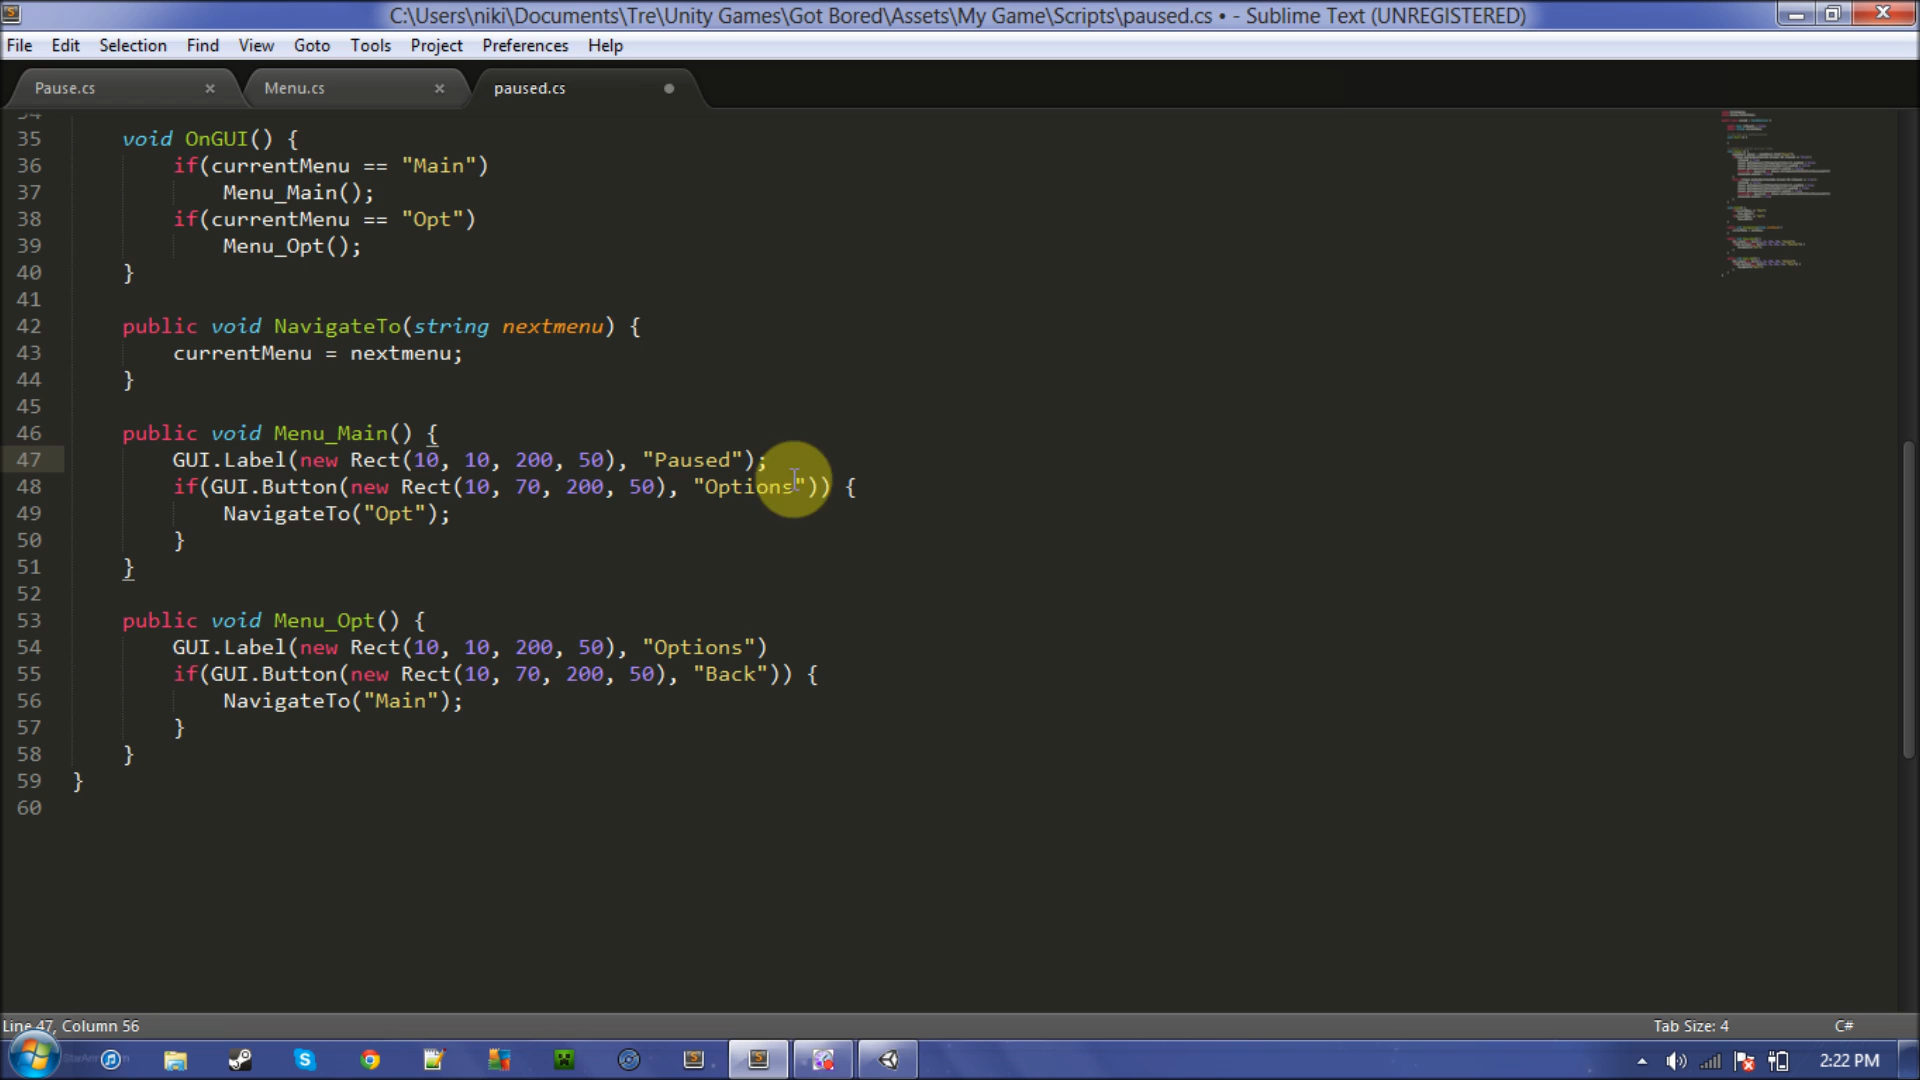 C:\Users\niki\Documents\Tre\Unity Games\Got Bored\Assets\My Game\Scripts\paused.cs • - Sublime Text (UNREGISTERED)
File Edit Selection Find View Goto Tools Project Preferences Help
Pause.cs × Menu.cs × paused.cs
34
35 void OnGUI() {
36 if(currentMenu == "Main")
37 Menu_Main();
38 if(currentMenu == "Opt")
39 Menu_Opt();
40 }
41
42 public void NavigateTo(string nextmenu) {
43 currentMenu = nextmenu;
44 }
45
46 public void Menu_Main() {
47 GUI.Label(new Rect(10, 10, 200, 50), "Paused");
48 if(GUI.Button(new Rect(10, 70, 200, 50), "Options")) {
49 NavigateTo("Opt");
50 }
51 }
52
53 public void Menu_Opt() {
54 GUI.Label(new Rect(10, 10, 200, 50), "Options")
55 if(GUI.Button(new Rect(10, 70, 200, 50), "Back")) {
56 NavigateTo("Main");
57 }
58 }
59 }
60
Line 47, Column 56 Tab Size: 4 C#
2:22 PM